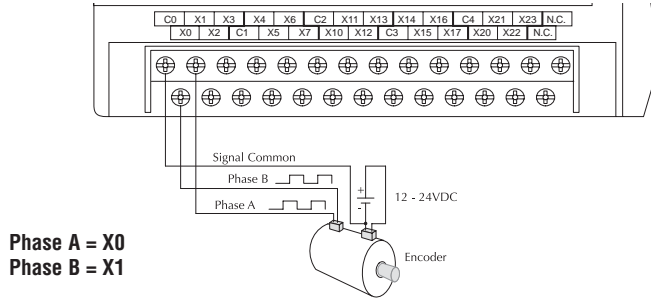 C0 X1 X3 X4 X6 C2 X11 X13 X14 X16 C4 X21 X23 N.C.
X0 X2 C1 X5 X7 X10 X12 C3 X15 X17 X20 X22 N.C.
Signal Common
Phase B
+
12 - 24VDC
Phase A
-
Encoder
Phase A = X0
Phase B = X1